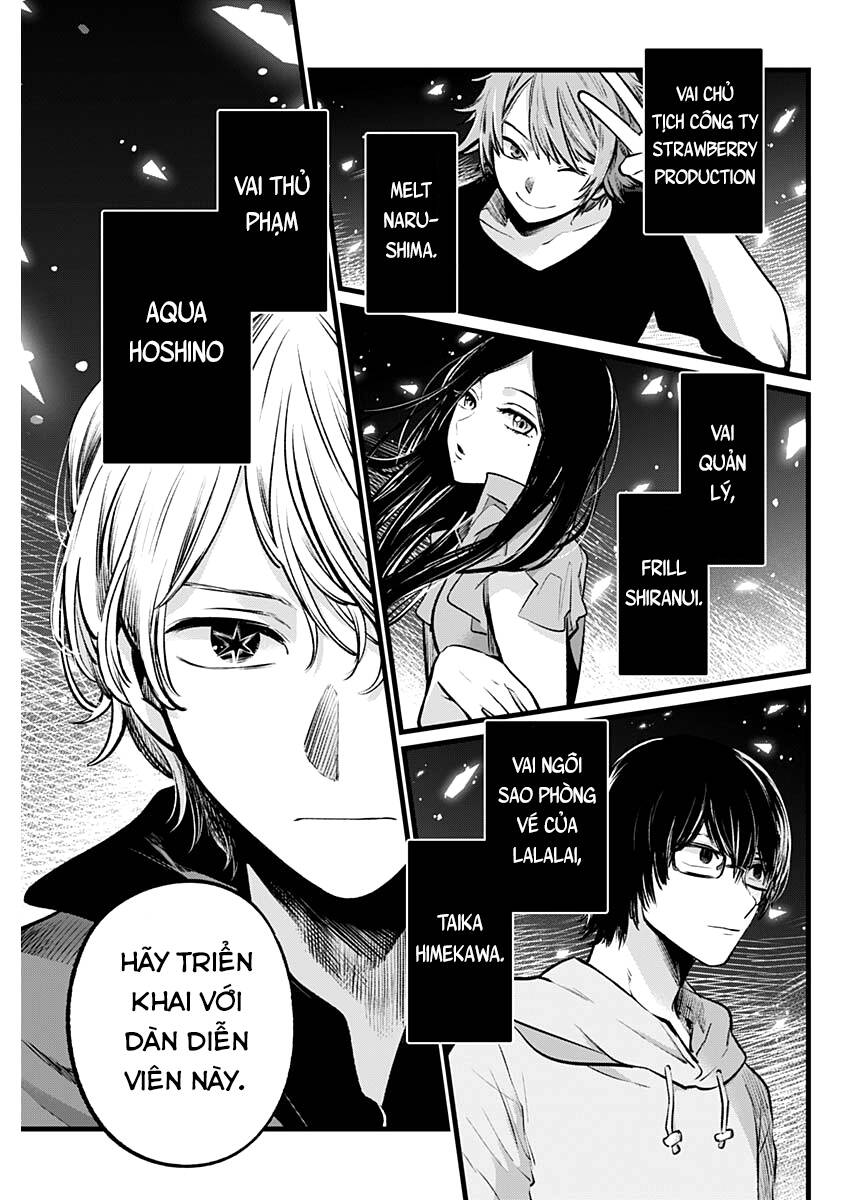 VAI CHỦ
TỊCH CÔNG TY
STRAWBERRY
PRODUCTION
MELT
NARU-
SHIMA.
VAI
QUẢN
LÝ,
FRILL
SHIRANUI.
VAI NGÔI
SAO PHÒNG
VÉ CỦA
LALALAI,
TAIKA
HIMEKAWA.
VAI THỦ
PHẠM
AQUA
HOSHINO
HÃY TRIỂN
KHAI VỚI
DÀN DIỄN
VIÊN NÀY.